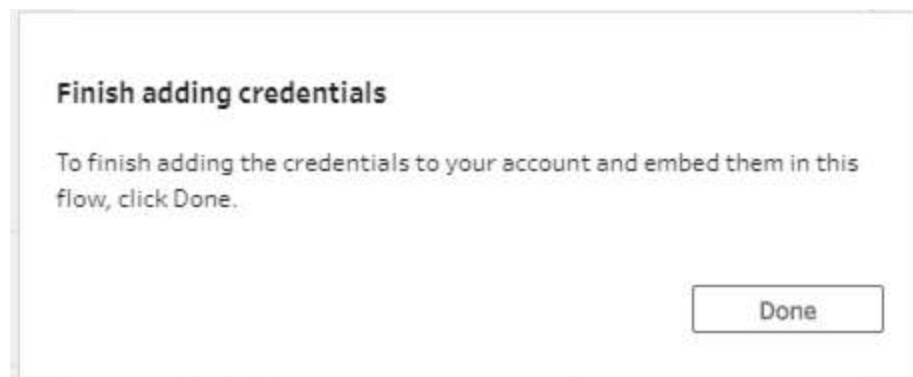 Finish adding credentials
To finish adding the credentials to your account and embed them in this
flow, click Done.
Done